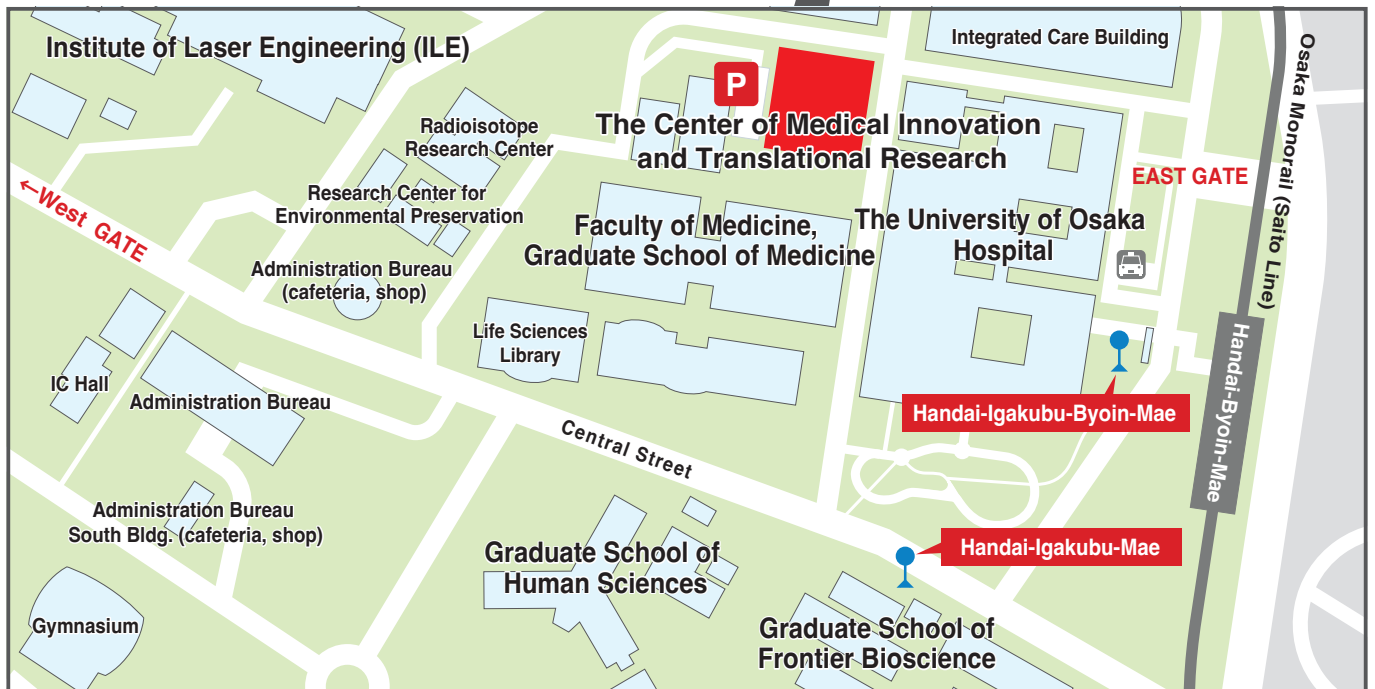 Institute of Laser Engineering (ILE)
Integrated Care Building
P
Radioisotope
Research Center
The Center of Medical Innovation
and Translational Research
Osaka Monorail (Saito Line)
←West GATE
Research Center for
Environmental Preservation
EAST GATE
Faculty of Medicine,
Graduate School of Medicine
The University of Osaka
Hospital
Administration Bureau
(cafeteria, shop)
Life Sciences
Library
IC Hall
Administration Bureau
Handai-Igakubu-Byoin-Mae
Handai-Byoin-Mae
Central Street
Administration Bureau
South Bldg. (cafeteria, shop)
Graduate School of
Human Sciences
Handai-Igakubu-Mae
Gymnasium
Graduate School of
Frontier Bioscience